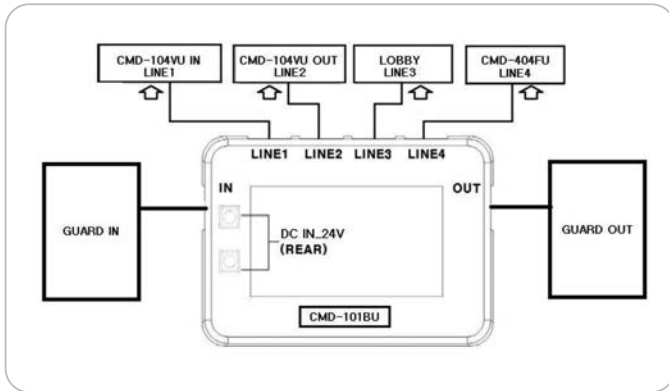 CMD-104VU IN
LINE1
CMD-104VU OUT
LINE2
LOBBY
LINE3
CMD-404FU
LINE4
LINE1 LINE2 LINE3 LINE4
IN
OUT
GUARD IN
DC IN_24V
(REAR)
GUARD OUT
CMD-101BU